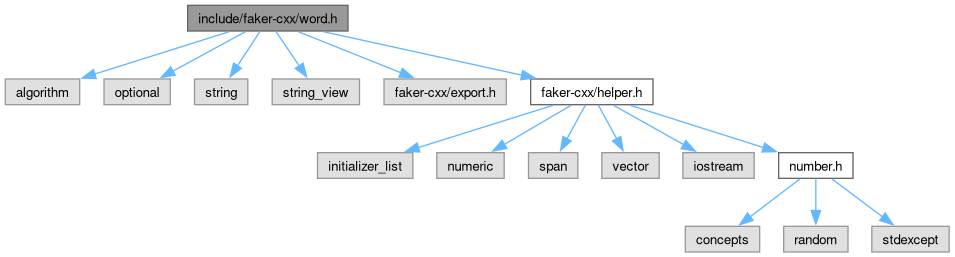 include/faker-cxx/word.h
algorithm
optional
string
string_view
faker-cxx/export.h
faker-cxx/helper.h
initializer_list
numeric
span
vector
iostream
number.h
concepts
random
stdexcept